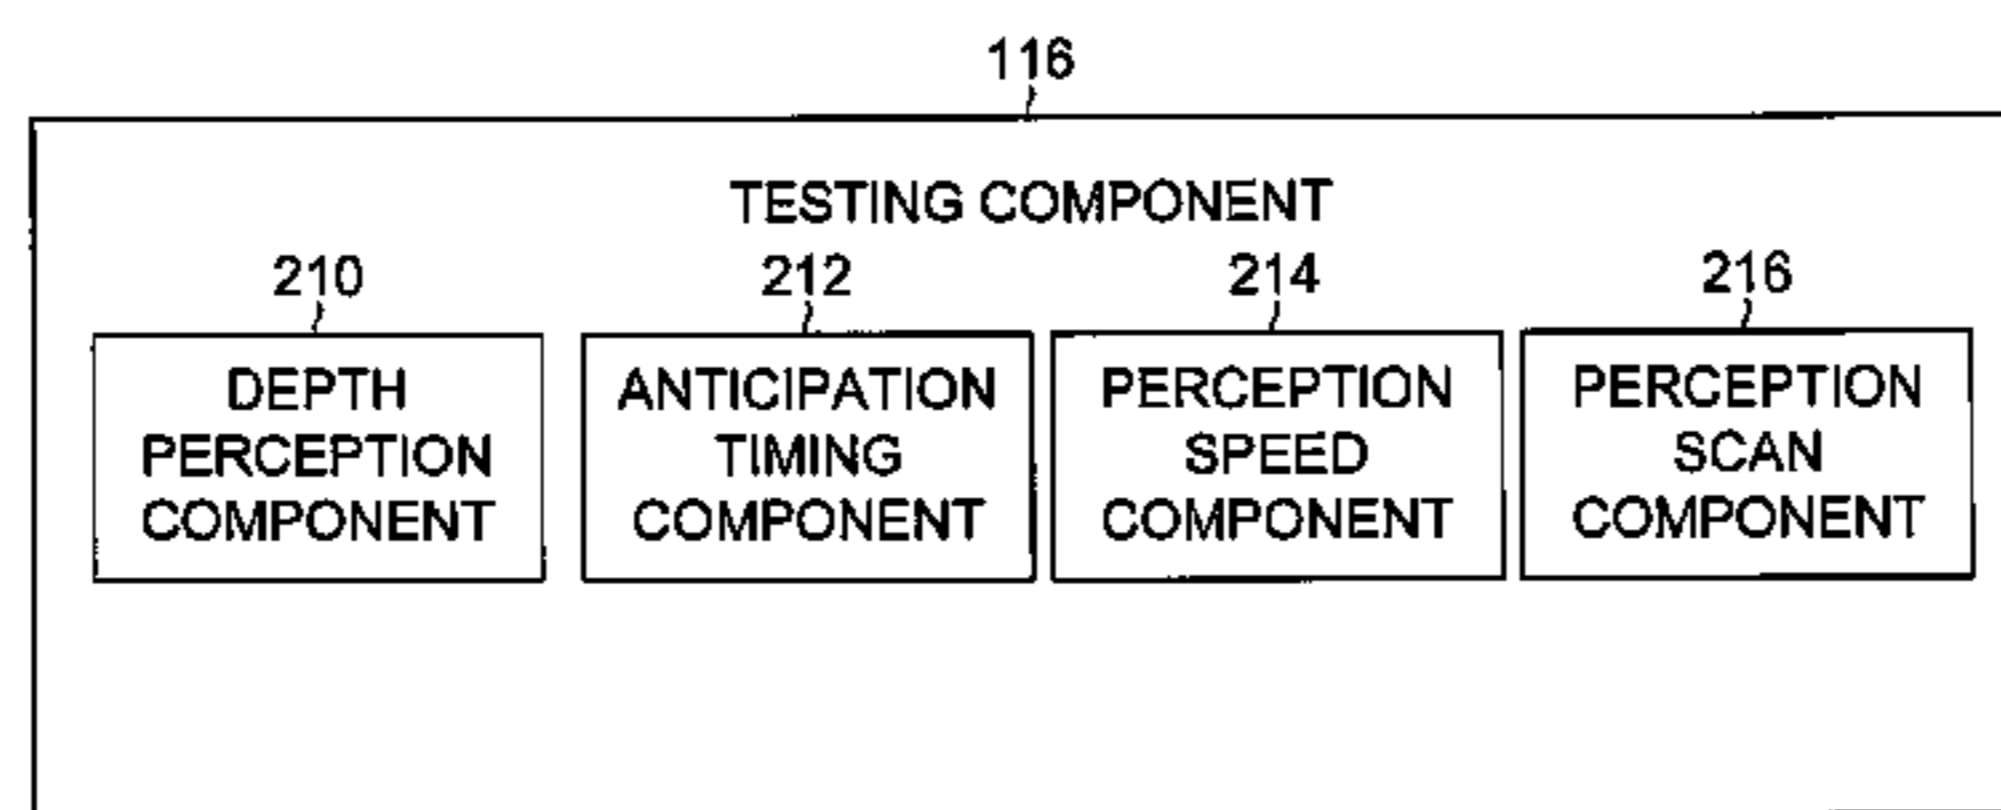 116
TESTING COMPONENT
210 212 214 216
DEPTH
PERCEPTION
COMPONENT
ANTICIPATION
TIMING
COMPONENT
PERCEPTION
SPEED
COMPONENT
PERCEPTION
SCAN
COMPONENT